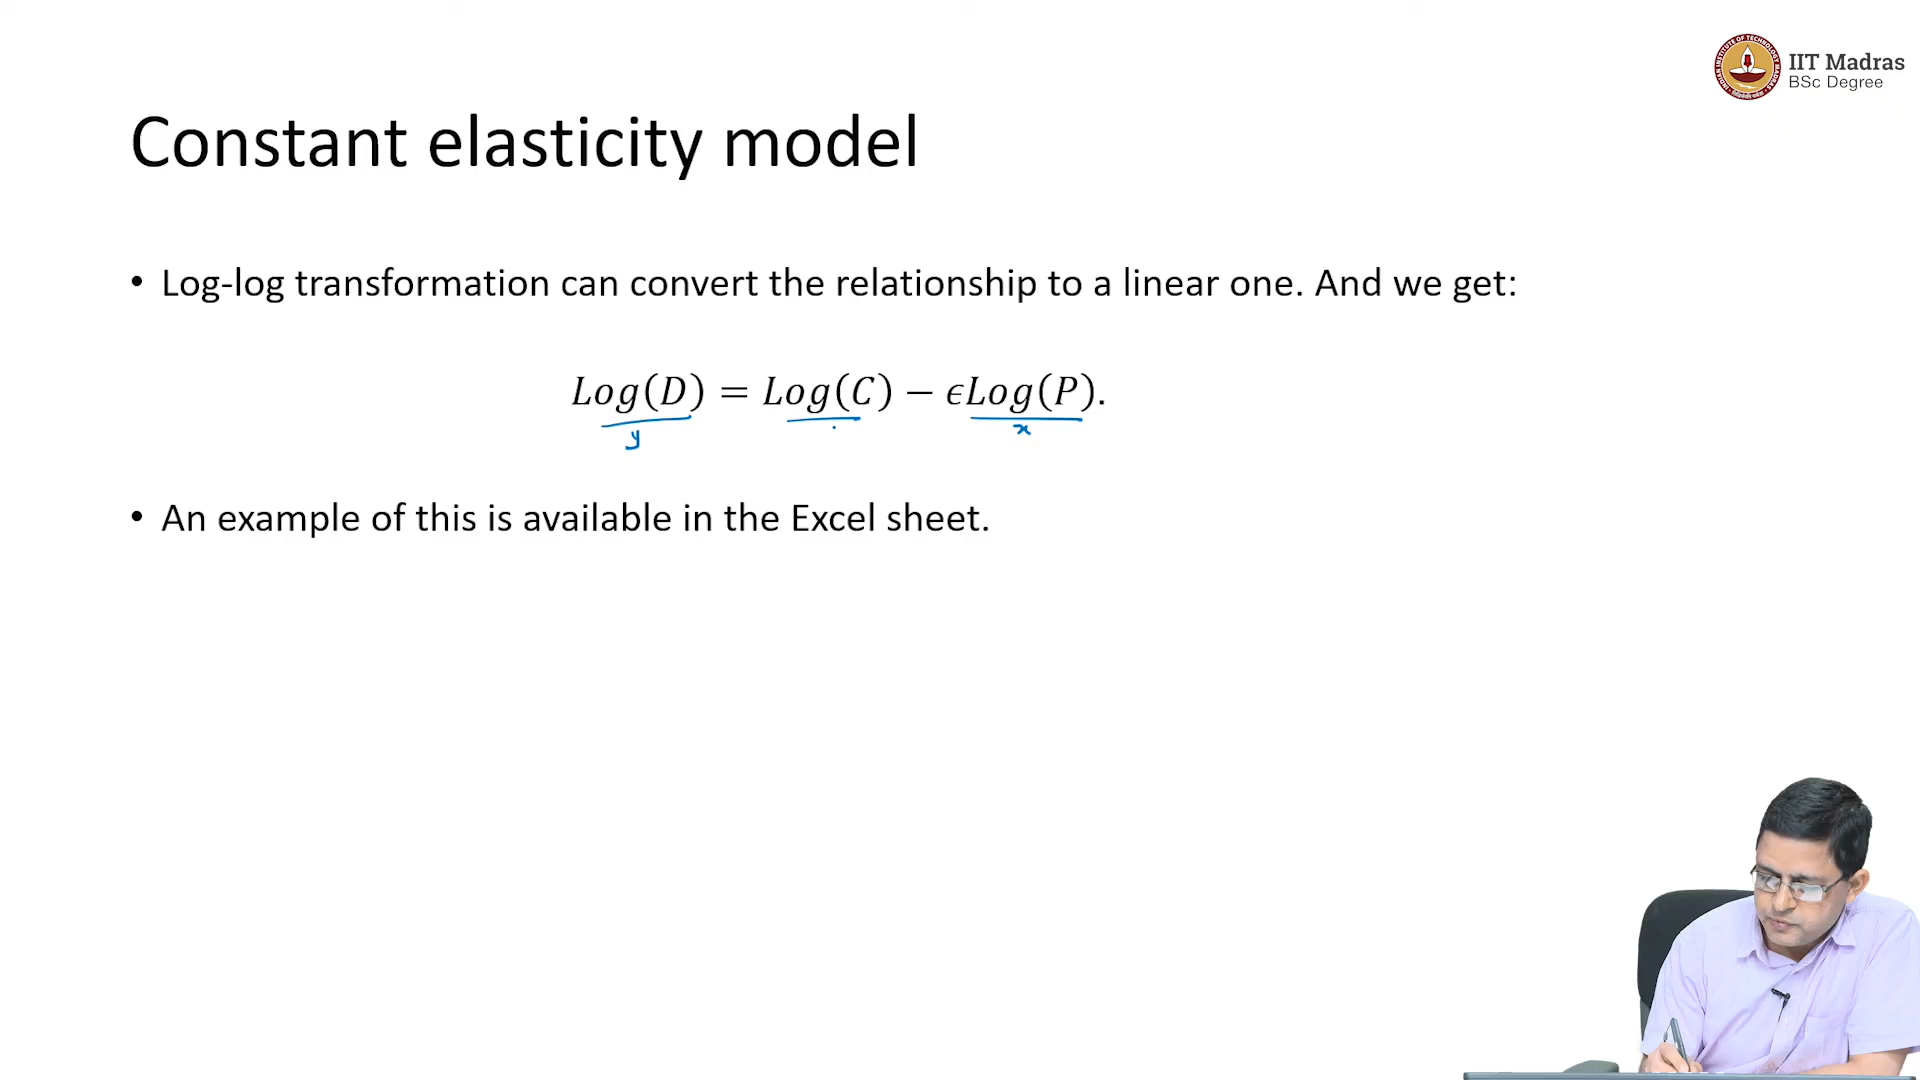 IIT Madras
BSc Degree
Constant elasticity model
• Log-log transformation can convert the relationship to a linear one. And we get:
Log(D) = Log(C) − ϵLog(P).
y x
• An example of this is available in the Excel sheet.